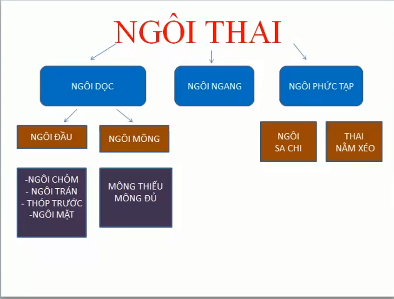 NGÔI THAI
NGÔI DỌC
NGÔI NGANG
NGÔI PHỨC TẠP
NGÔI ĐẦU
NGÔI MÔNG
NGÔI
SA CHI
THAI
NẰM XÉO
-NGÔI CHỎM
- NGÔI TRÁN
- THÓP TRƯỚC
-NGÔI MẶT
MÔNG THIẾU
MÔNG ĐỦ